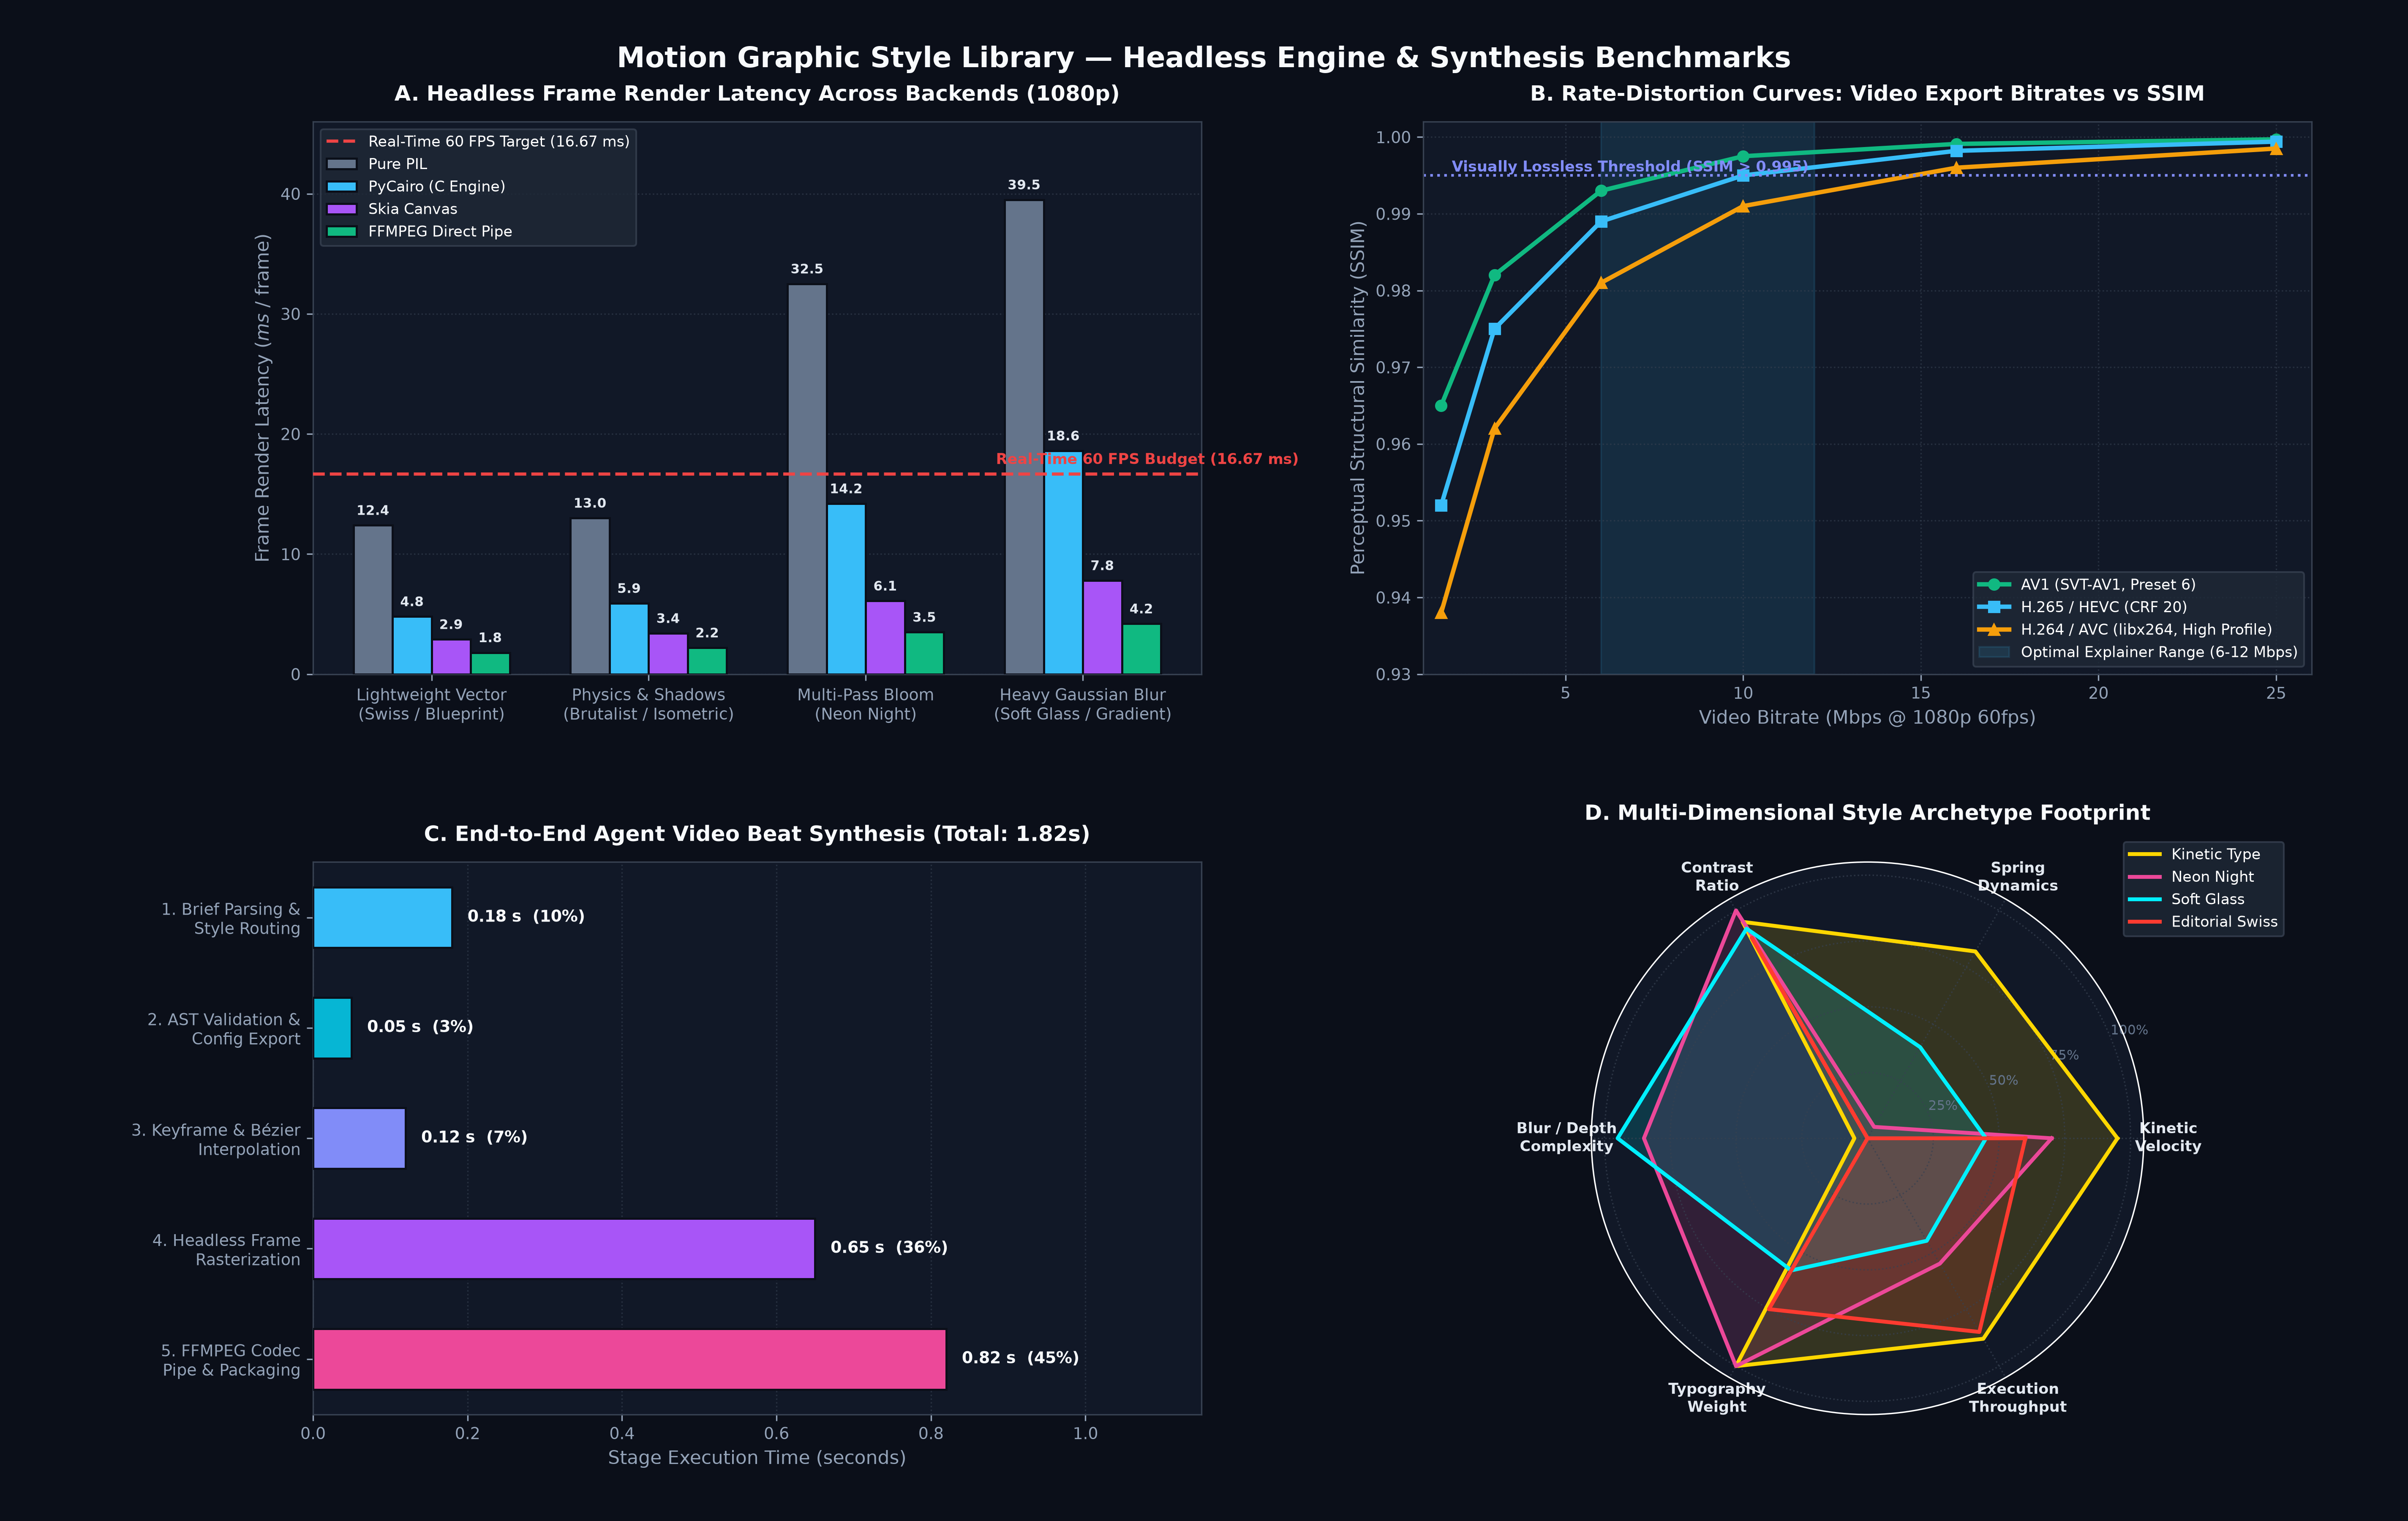 Motion Graphic Style Library — Headless Engine & Synthesis Benchmarks
A. Headless Frame Render Latency Across Backends (1080p)
Real-Time 60 FPS Target (16.67 ms)
Pure PIL
PyCairo (C Engine)
Skia Canvas
FFMPEG Direct Pipe
Frame Render Latency (ms / frame)
40
30
20
10
0
12.4
4.8
2.9
1.8
13.0
5.9
3.4
2.2
32.5
14.2
6.1
3.5
39.5
18.6
7.8
4.2
Real-Time 60 FPS Budget (16.67 ms)
Lightweight Vector
(Swiss / Blueprint)
Physics & Shadows
(Brutalist / Isometric)
Multi-Pass Bloom
(Neon Night)
Heavy Gaussian Blur
(Soft Glass / Gradient)
B. Rate-Distortion Curves: Video Export Bitrates vs SSIM
Perceptual Structural Similarity (SSIM)
1.00
0.99
0.98
0.97
0.96
0.95
0.94
0.93
Visually Lossless Threshold (SSIM ≥ 0.995)
AV1 (SVT-AV1, Preset 6)
H.265 / HEVC (CRF 20)
H.264 / AVC (libx264, High Profile)
Optimal Explainer Range (6-12 Mbps)
5
10
15
20
25
Video Bitrate (Mbps @ 1080p 60fps)
C. End-to-End Agent Video Beat Synthesis (Total: 1.82s)
1. Brief Parsing &
Style Routing
0.18 s (10%)
2. AST Validation &
Config Export
0.05 s (3%)
3. Keyframe & Bézier
Interpolation
0.12 s (7%)
4. Headless Frame
Rasterization
0.65 s (36%)
5. FFMPEG Codec
Pipe & Packaging
0.82 s (45%)
0.0
0.2
0.4
0.6
0.8
1.0
Stage Execution Time (seconds)
D. Multi-Dimensional Style Archetype Footprint
Kinetic Type
Neon Night
Soft Glass
Editorial Swiss
Contrast
Ratio
Spring
Dynamics
100%
75%
50%
25%
Blur / Depth
Complexity
Kinetic
Velocity
Typography
Weight
Execution
Throughput